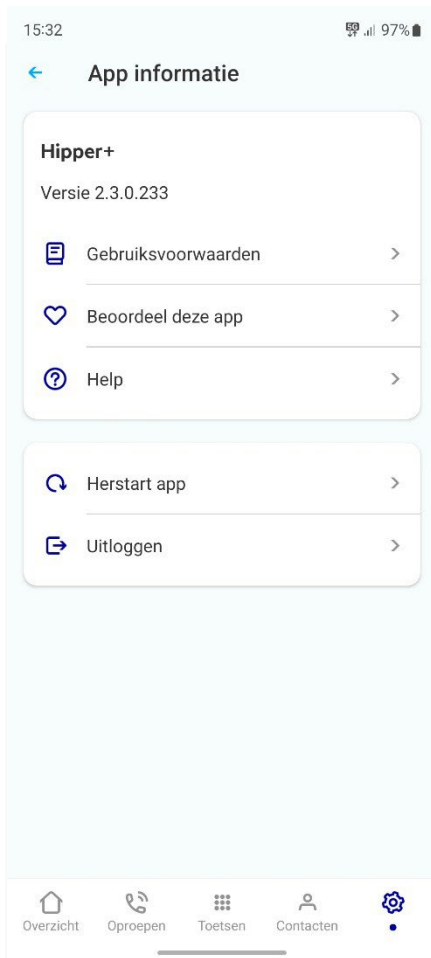 15:32
5G
97%
App informatie
Hipper+
Versie 2.3.0.233
Gebruiksvoorwaarden
Beoordeel deze app
Help
Herstart app
Uitloggen
Overzicht
Oproepen
Toetsen
Contacten